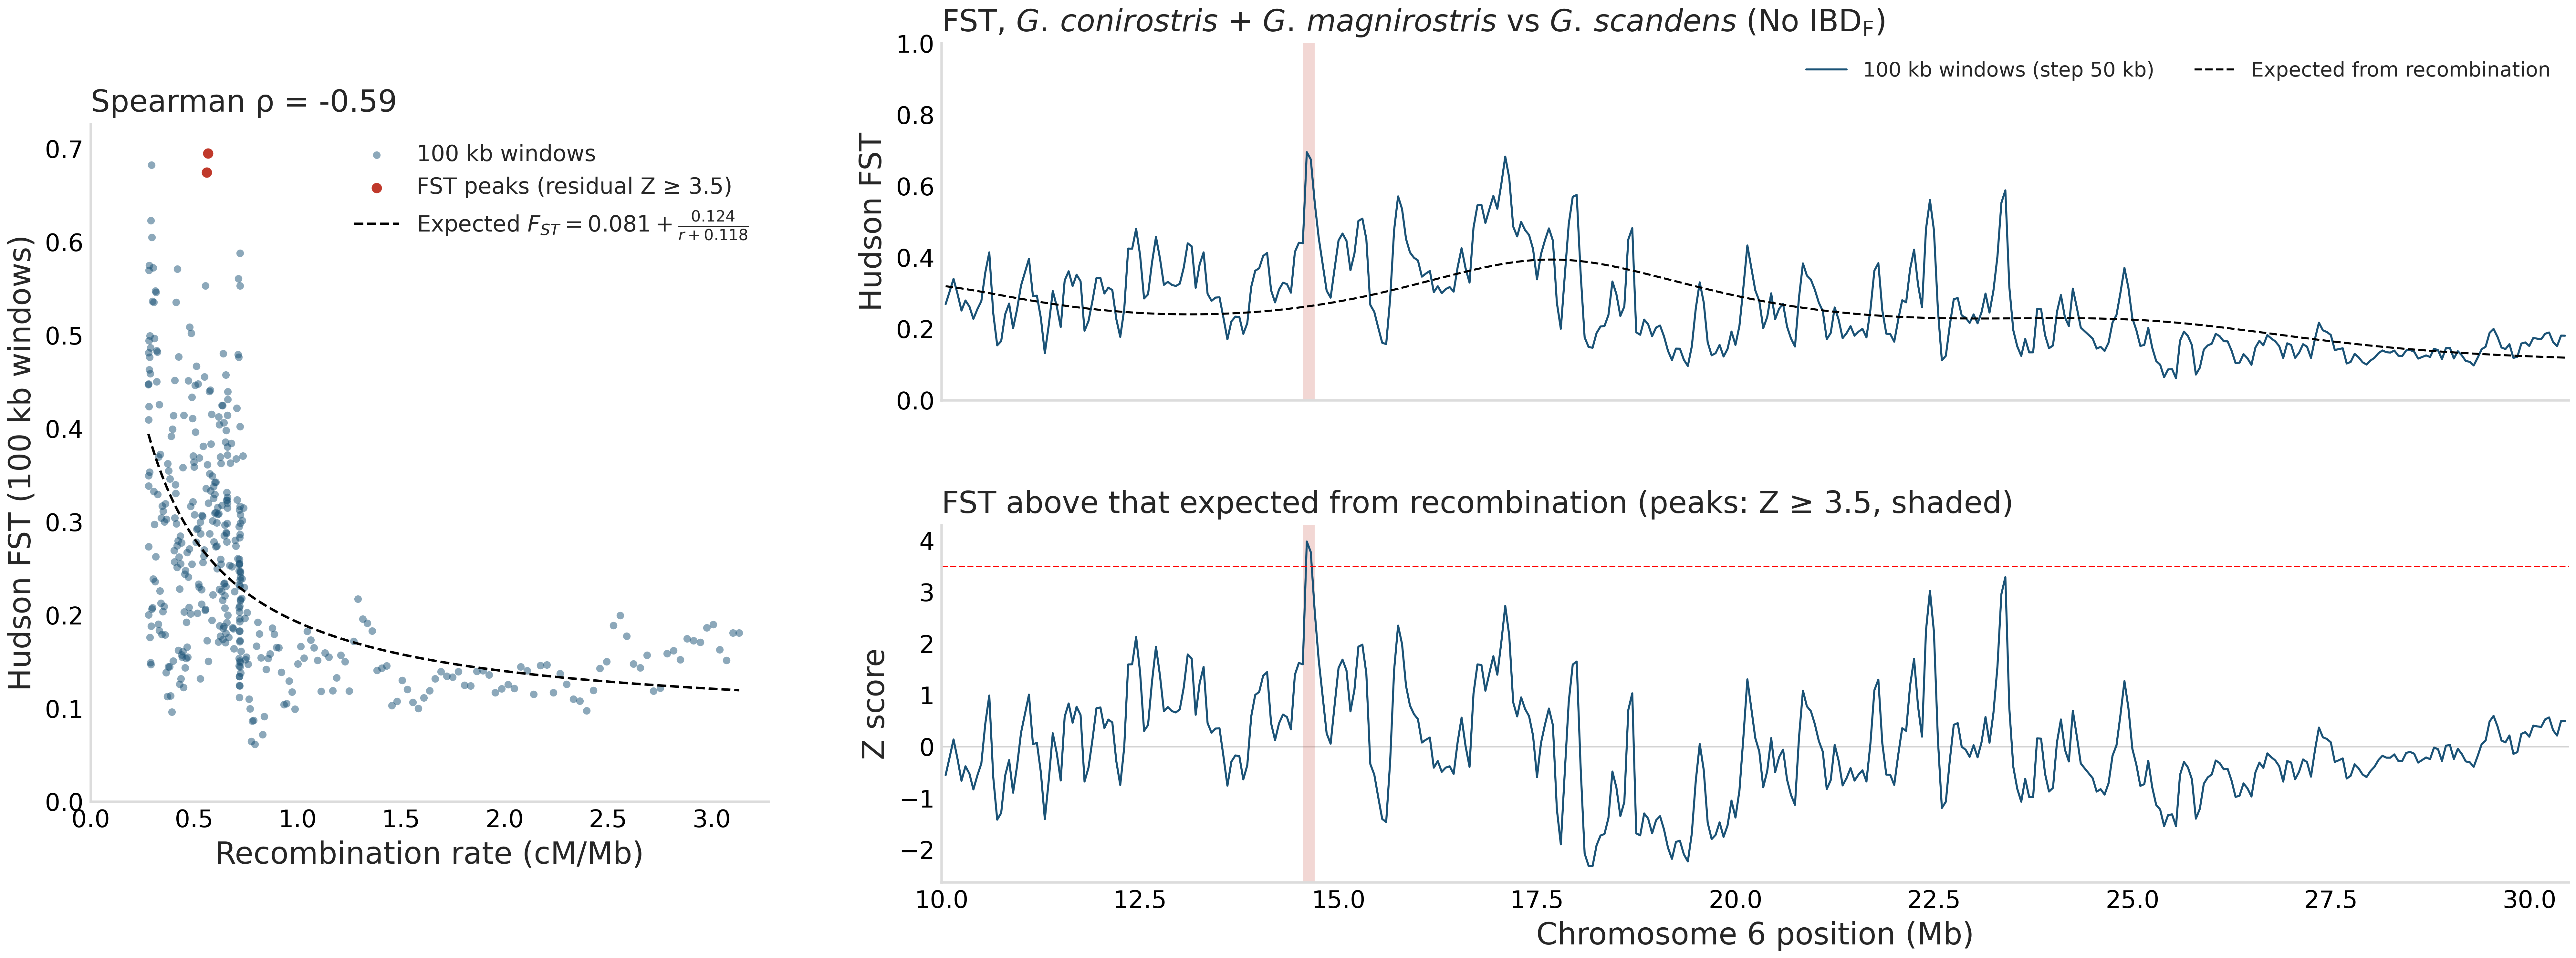 Spearman ρ = -0.59
Hudson FST (100 kb windows)
0.7
0.6
0.5
0.4
0.3
0.2
0.1
0.0
100 kb windows
FST peaks (residual Z ≥ 3.5)
Expected F_ST = 0.081 + 0.124/(r + 0.118)
0.0 0.5 1.0 1.5 2.0 2.5 3.0
Recombination rate (cM/Mb)
FST, G. conirostris + G. magnirostris vs G. scandens (No IBD_F)
Hudson FST
1.0
0.8
0.6
0.4
0.2
0.0
100 kb windows (step 50 kb)
Expected from recombination
FST above that expected from recombination (peaks: Z ≥ 3.5, shaded)
Z score
4
3
2
1
0
−1
−2
10.0 12.5 15.0 17.5 20.0 22.5 25.0 27.5 30.0
Chromosome 6 position (Mb)